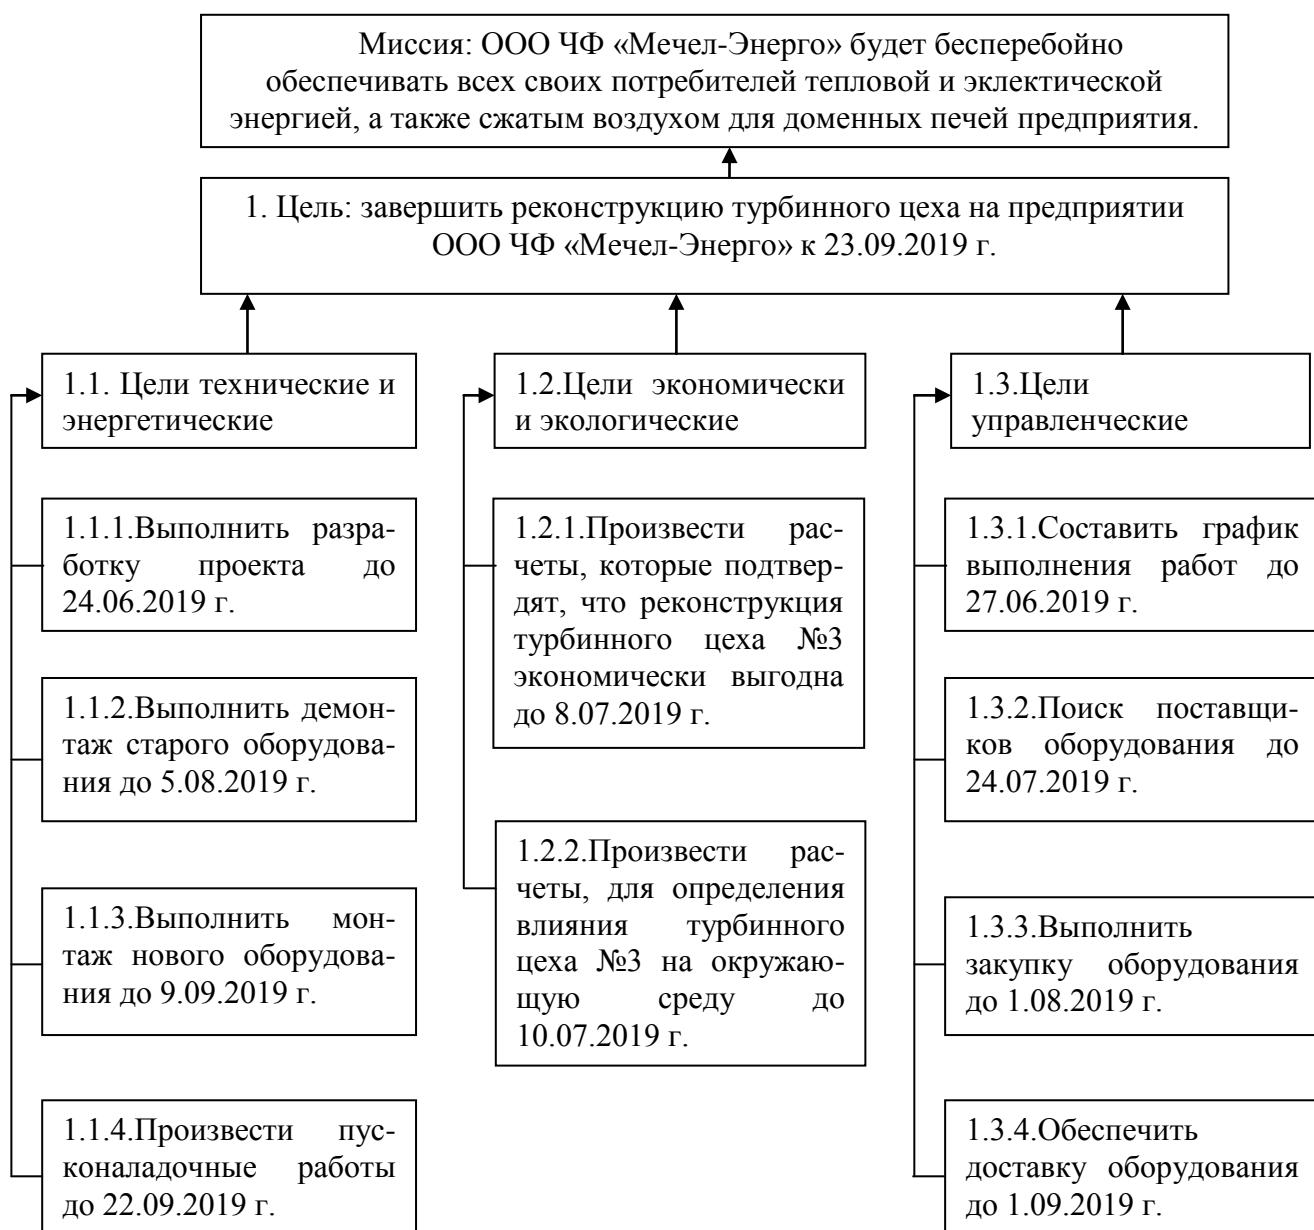 Миссия: ООО ЧФ «Мечел-Энерго» будет бесперебойно
обеспечивать всех своих потребителей тепловой и эклектической
энергией, а также сжатым воздухом для доменных печей предприятия.
1. Цель: завершить реконструкцию турбинного цеха на предприятии
ООО ЧФ «Мечел-Энерго» к 23.09.2019 г.
1.1. Цели технические и
энергетические
1.1.1.Выполнить разра-
ботку проекта до
24.06.2019 г.
1.1.2.Выполнить демон-
таж старого оборудова-
ния до 5.08.2019 г.
1.1.3.Выполнить мон-
таж нового оборудова-
ния до 9.09.2019 г.
1.1.4.Произвести пус-
коналадочные работы
до 22.09.2019 г.
1.2.Цели экономически
и экологические
1.2.1.Произвести рас-
четы, которые подтвер-
дят, что реконструкция
турбинного цеха №3
экономически выгодна
до 8.07.2019 г.
1.2.2.Произвести рас-
четы, для определения
влияния турбинного
цеха №3 на окружаю-
щую среду до
10.07.2019 г.
1.3.Цели
управленческие
1.3.1.Составить график
выполнения работ до
27.06.2019 г.
1.3.2.Поиск поставщи-
ков оборудования до
24.07.2019 г.
1.3.3.Выполнить
закупку оборудования
до 1.08.2019 г.
1.3.4.Обеспечить
доставку оборудования
до 1.09.2019 г.